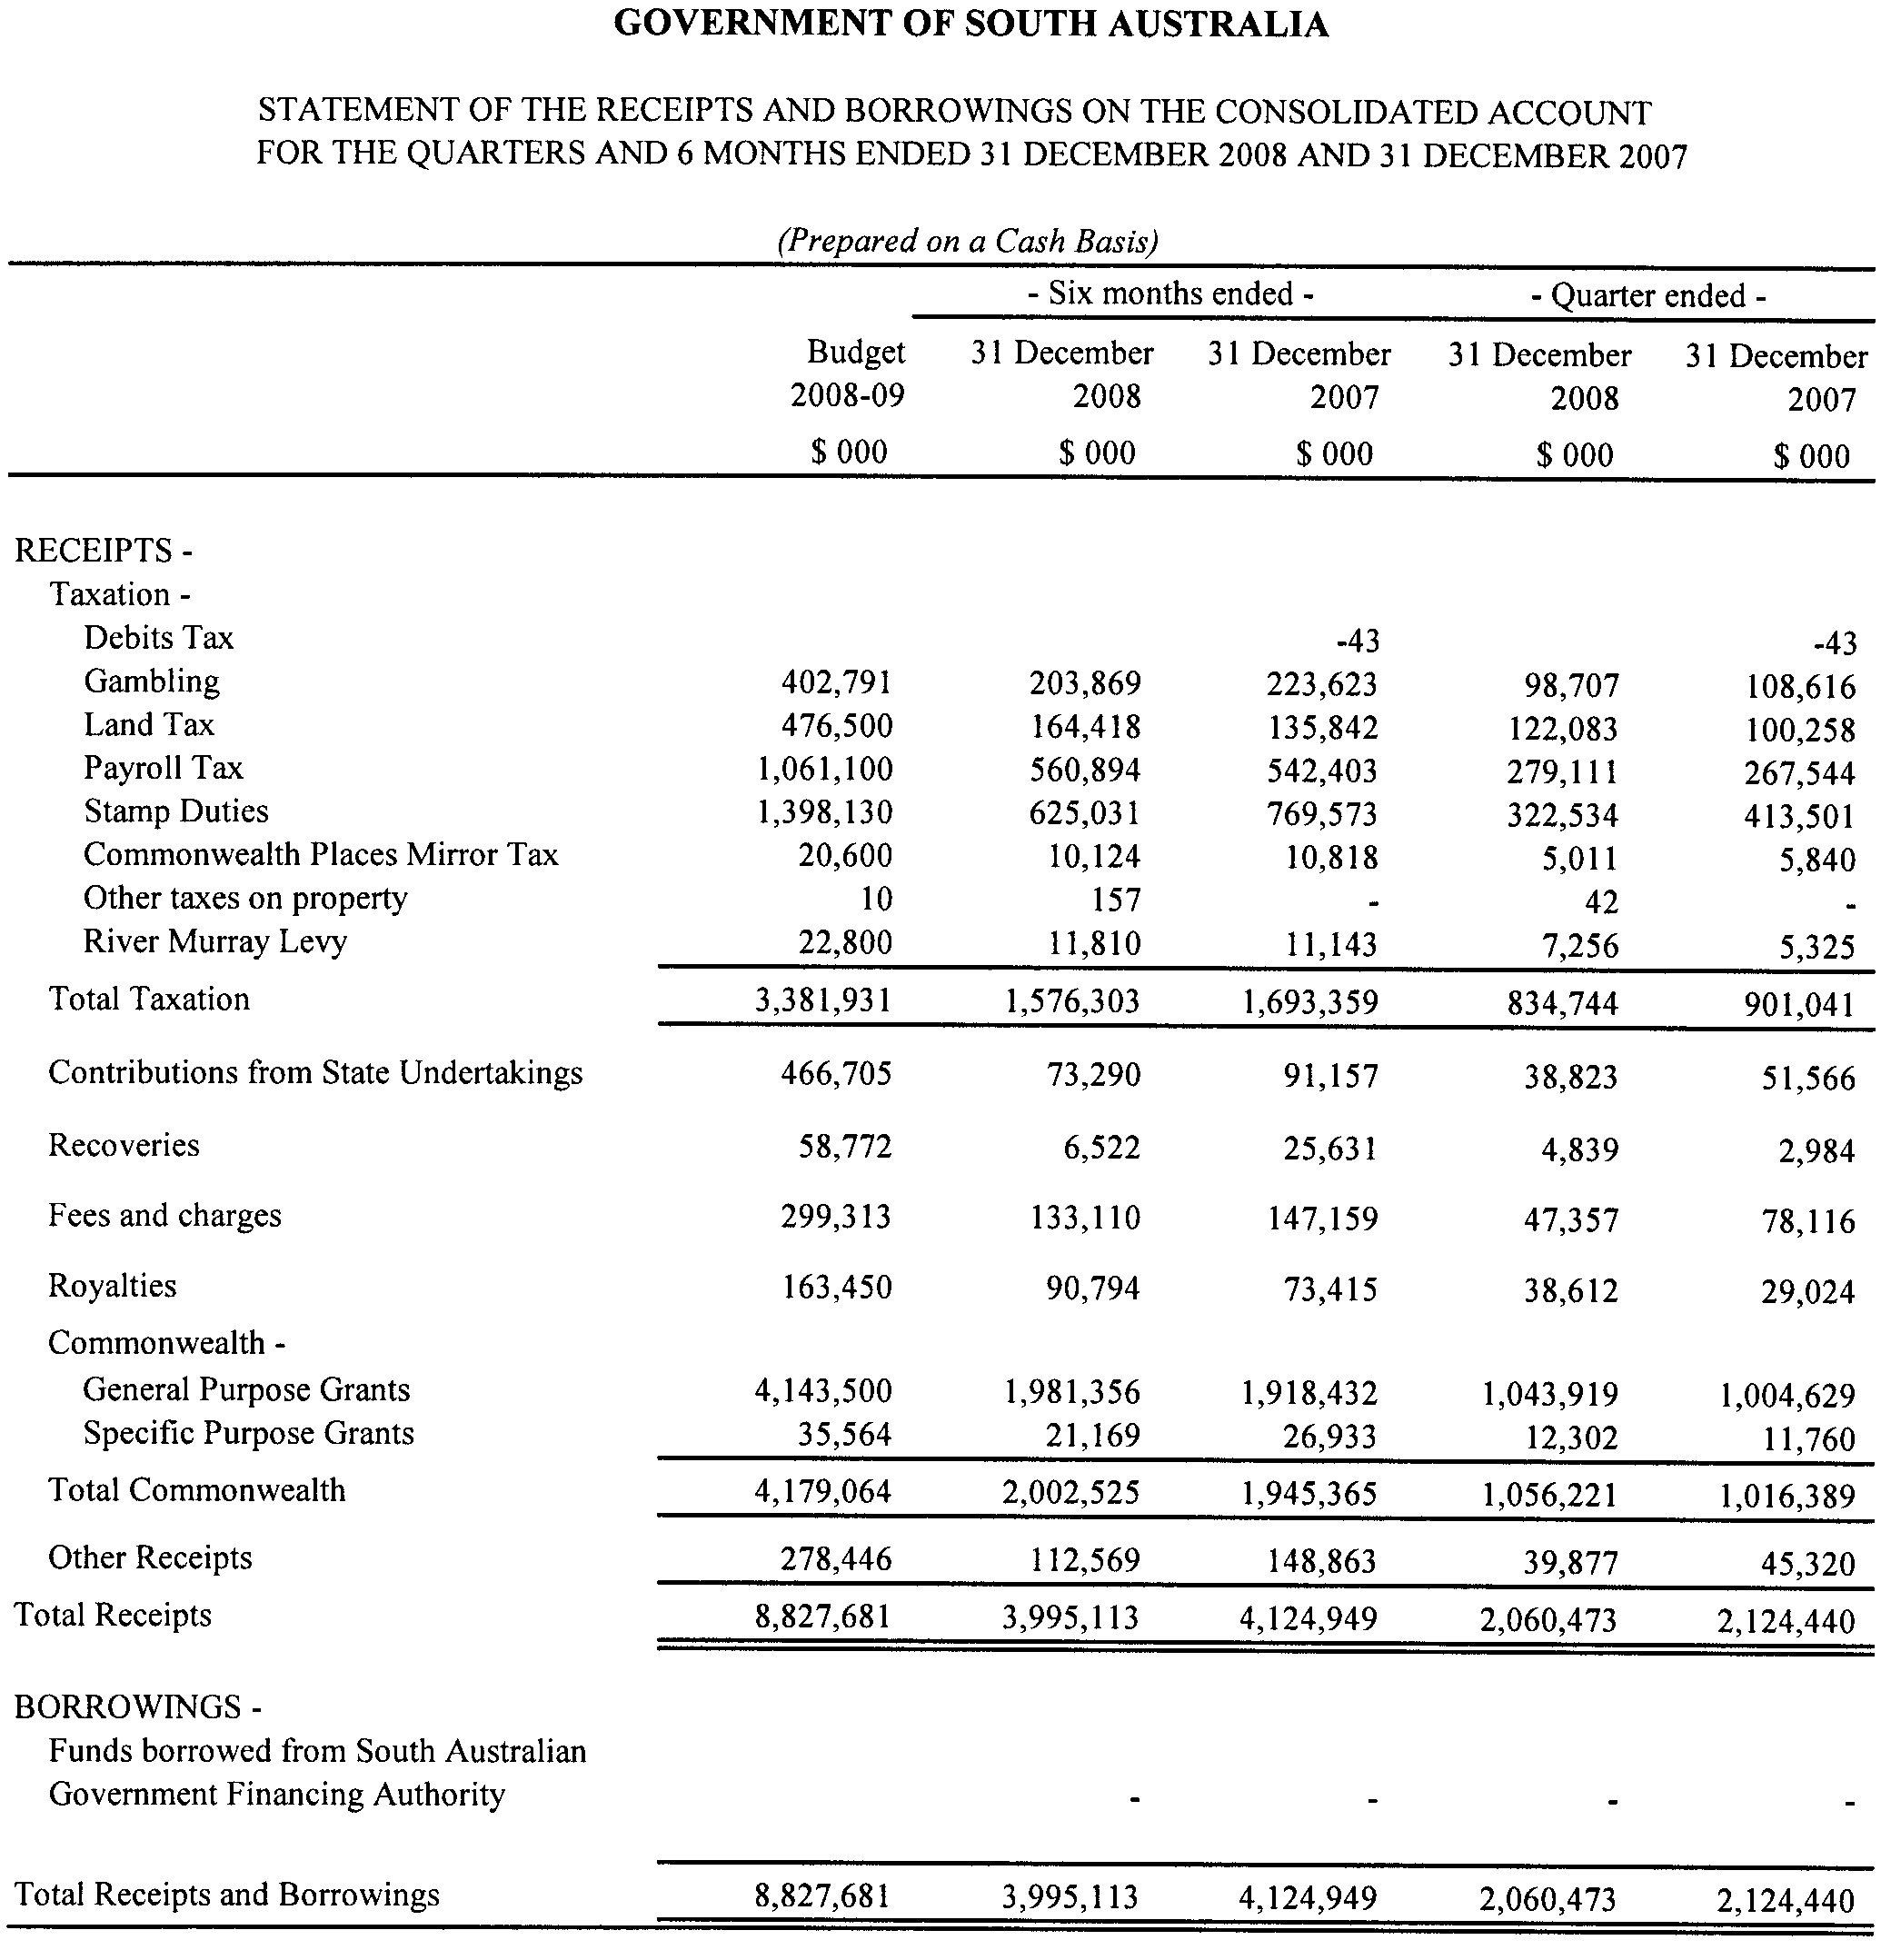 GOVERNMENT OF SOUTH AUSTRALIA
STATEMENT OF THE RECEIPTS AND BORROWINGS ON THE CONSOLIDATED ACCOUNT
FOR THE QUARTERS AND 6 MONTHS ENDED 31 DECEMBER 2008 AND 31 DECEMBER 2007
(Prepared on a Cash Basis)
- Six months ended - - Quarter ended -
Budget 31 December 31 December 31 December 31 December
2008-09 2008 2007 2008 2007
$ 000 $ 000 $ 000 $ 000 $ 000
RECEIPTS -
Taxation -
Debits Tax -43 -43
Gambling 402,791 203,869 223,623 98,707 108,616
Land Tax 476,500 164,418 135,842 122,083 100,258
Payroll Tax 1,061,100 560,894 542,403 279,111 267,544
Stamp Duties 1,398,130 625,031 769,573 322,534 413,501
Commonwealth Places Mirror Tax 20,600 10,124 10,818 5,011 5,840
Other taxes on property 10 157 - 42 -
River Murray Levy 22,800 11,810 11,143 7,256 5,325
Total Taxation 3,381,931 1,576,303 1,693,359 834,744 901,041
Contributions from State Undertakings 466,705 73,290 91,157 38,823 51,566
Recoveries 58,772 6,522 25,631 4,839 2,984
Fees and charges 299,313 133,110 147,159 47,357 78,116
Royalties 163,450 90,794 73,415 38,612 29,024
Commonwealth -
General Purpose Grants 4,143,500 1,981,356 1,918,432 1,043,919 1,004,629
Specific Purpose Grants 35,564 21,169 26,933 12,302 11,760
Total Commonwealth 4,179,064 2,002,525 1,945,365 1,056,221 1,016,389
Other Receipts 278,446 112,569 148,863 39,877 45,320
Total Receipts 8,827,681 3,995,113 4,124,949 2,060,473 2,124,440
BORROWINGS -
Funds borrowed from South Australian
Government Financing Authority - - - -
Total Receipts and Borrowings 8,827,681 3,995,113 4,124,949 2,060,473 2,124,440